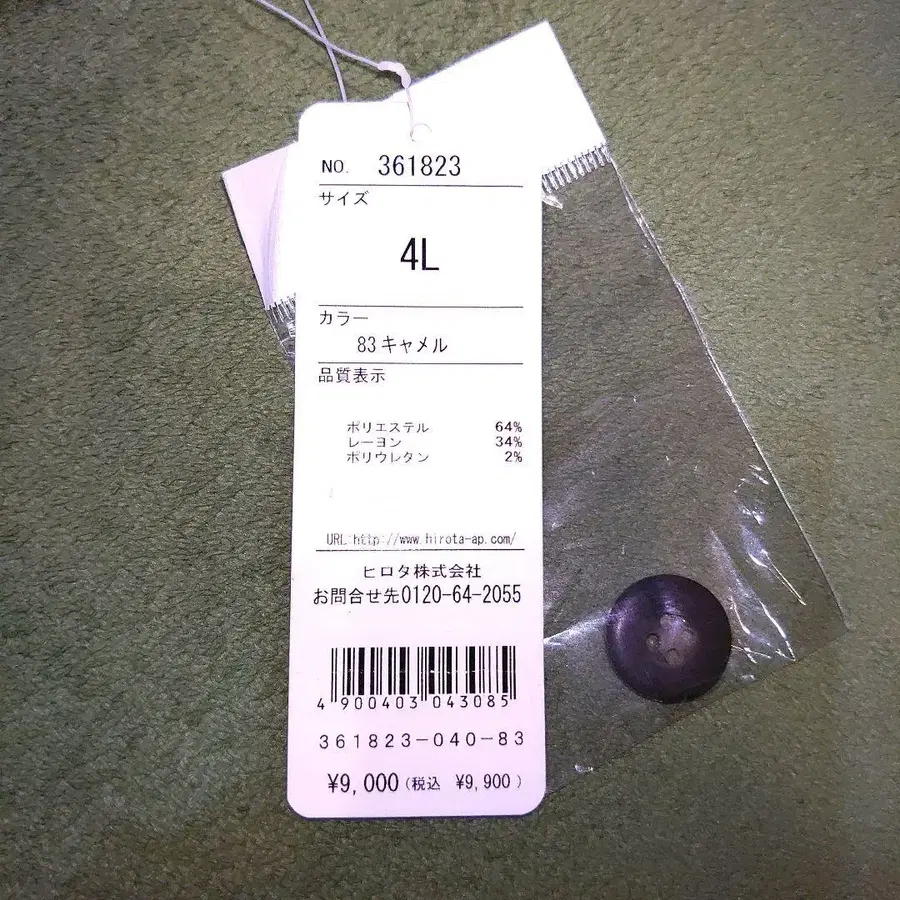 NO. 361823
サイズ
4L
カラー
83キャメル
品質表示
ポリエステル 64%
レーヨン 34%
ポリウレタン 2%
URL:http://www.hirota-ap.com/
ヒロタ株式会社
お問合せ先0120-64-2055
4 900403 043085
361823-040-83
¥9,000(税込 ¥9,900)